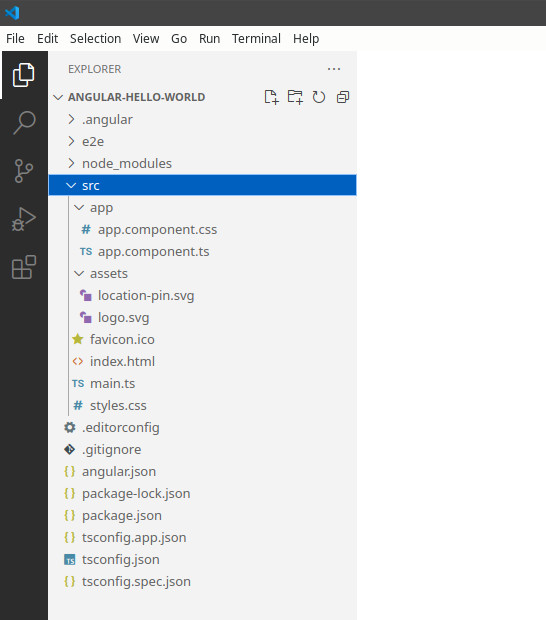 File Edit Selection View Go Run Terminal Help
EXPLORER
ANGULAR-HELLO-WORLD
.angular
e2e
node_modules
src
app
# app.component.css
TS app.component.ts
assets
location-pin.svg
logo.svg
favicon.ico
<> index.html
TS main.ts
# styles.css
.editorconfig
.gitignore
{} angular.json
{} package-lock.json
{} package.json
{} tsconfig.app.json
TS tsconfig.json
{} tsconfig.spec.json